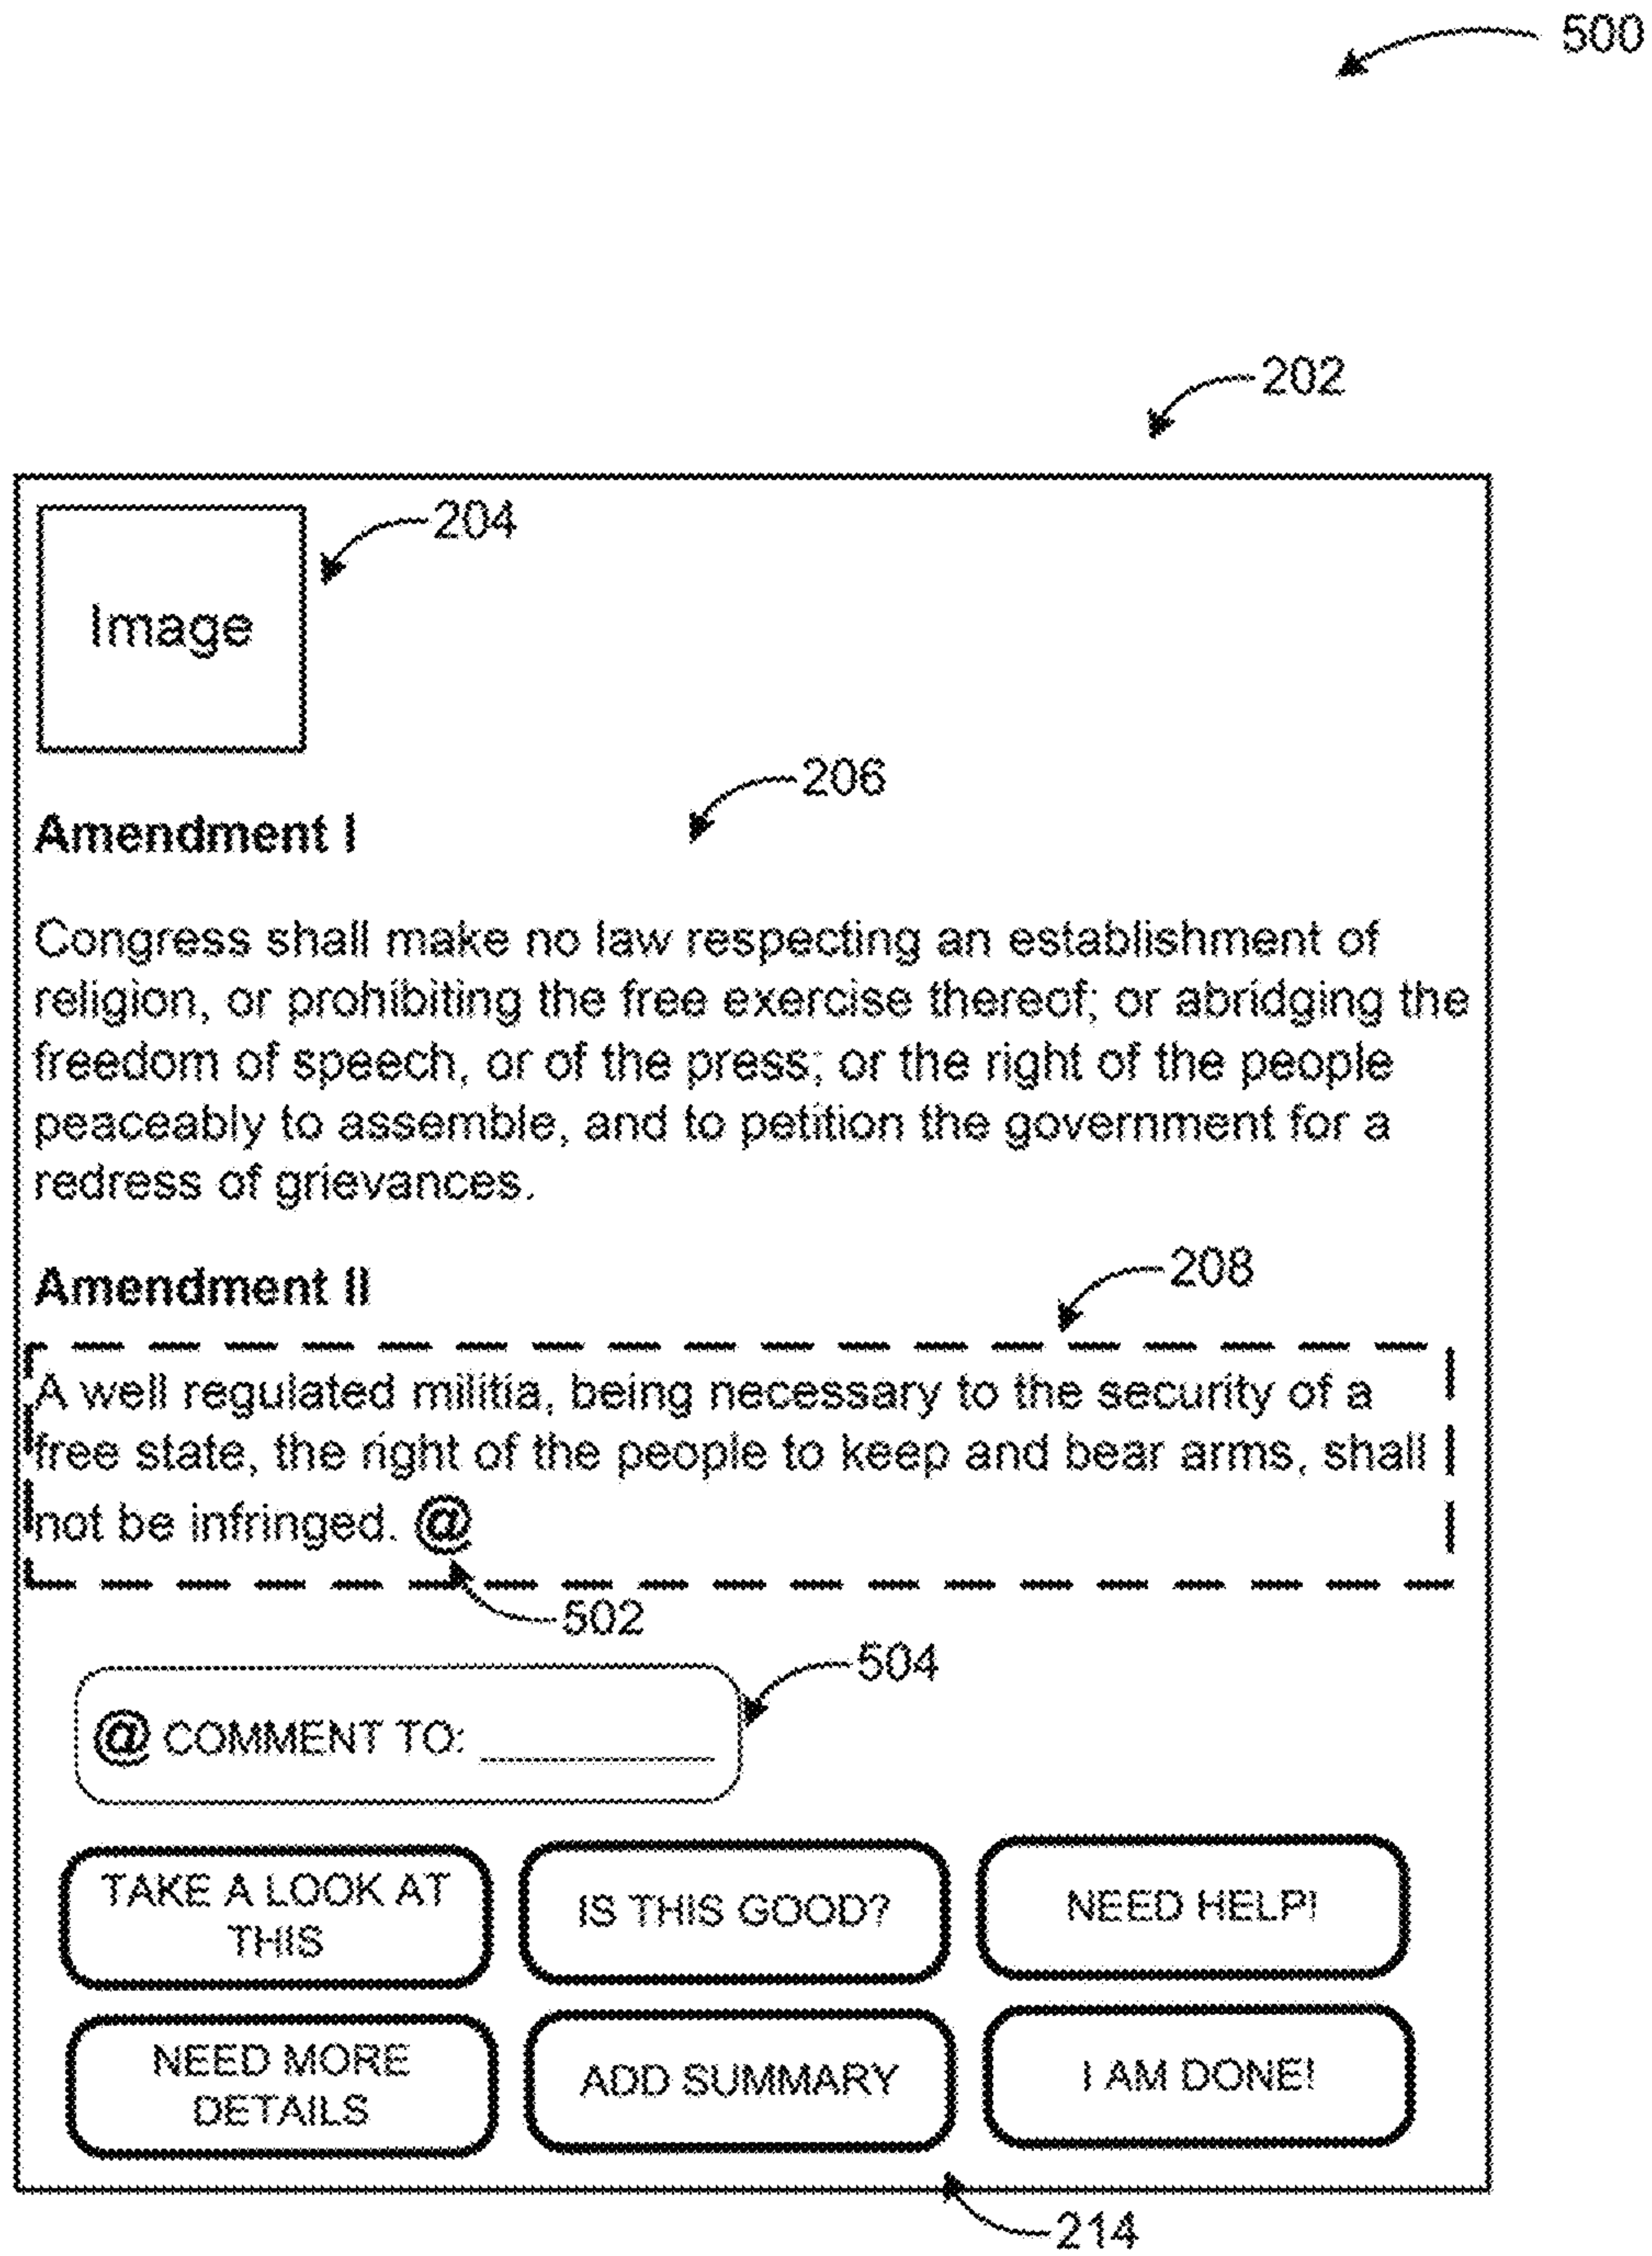 500
202
204
Image
206
Amendment I
Congress shall make no law respecting an establishment of
religion, or prohibiting the free exercise thereof; or abridging the
freedom of speech, or of the press; or the right of the people
peaceably to assemble, and to petition the government for a
redress of grievances.
Amendment II
208
A well regulated militia, being necessary to the security of a
free state, the right of the people to keep and bear arms, shall
not be infringed. @
502
504
@ COMMENT TO: __________
TAKE A LOOK AT
THIS
IS THIS GOOD?
NEED HELP!
NEED MORE
DETAILS
ADD SUMMARY
I AM DONE!
214